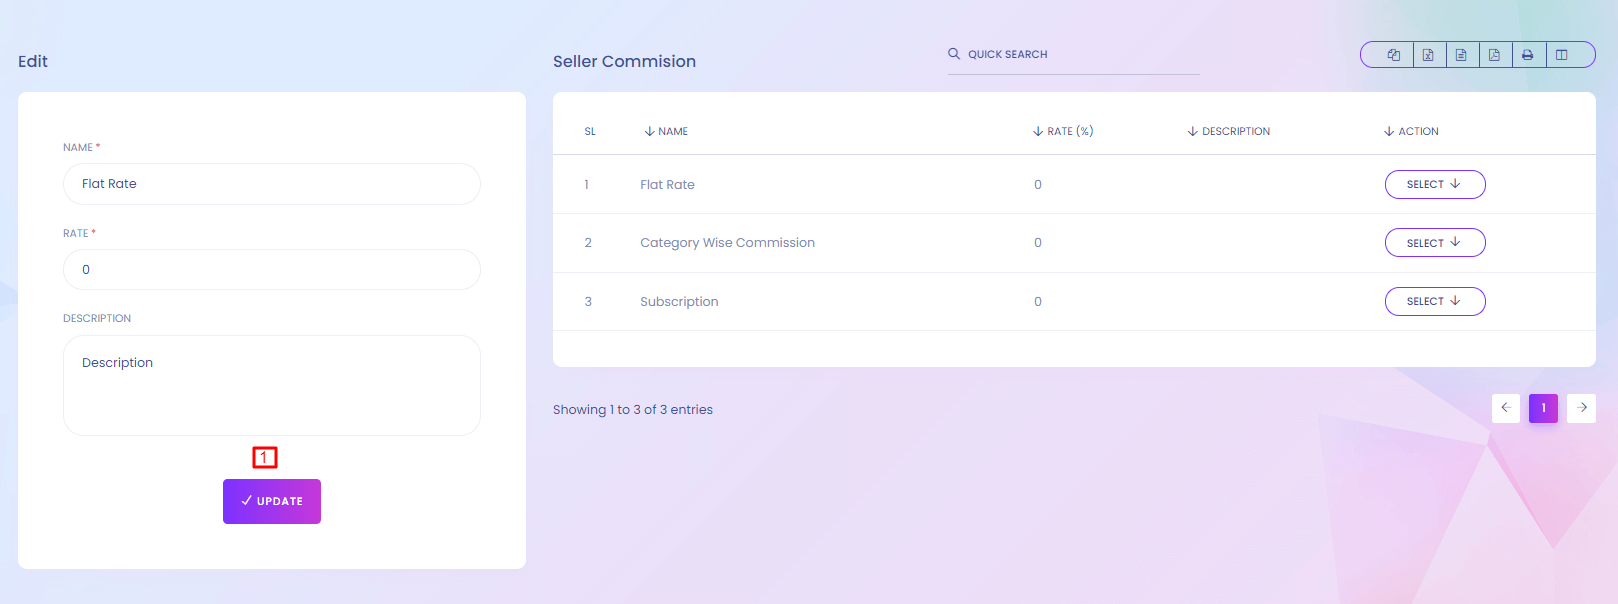 Edit
NAME *
Flat Rate
RATE *
0
DESCRIPTION
Description
1
UPDATE
Seller Commision
QUICK SEARCH
SL NAME RATE (%) DESCRIPTION ACTION
1 Flat Rate 0 SELECT
2 Category Wise Commission 0 SELECT
3 Subscription 0 SELECT
Showing 1 to 3 of 3 entries
1